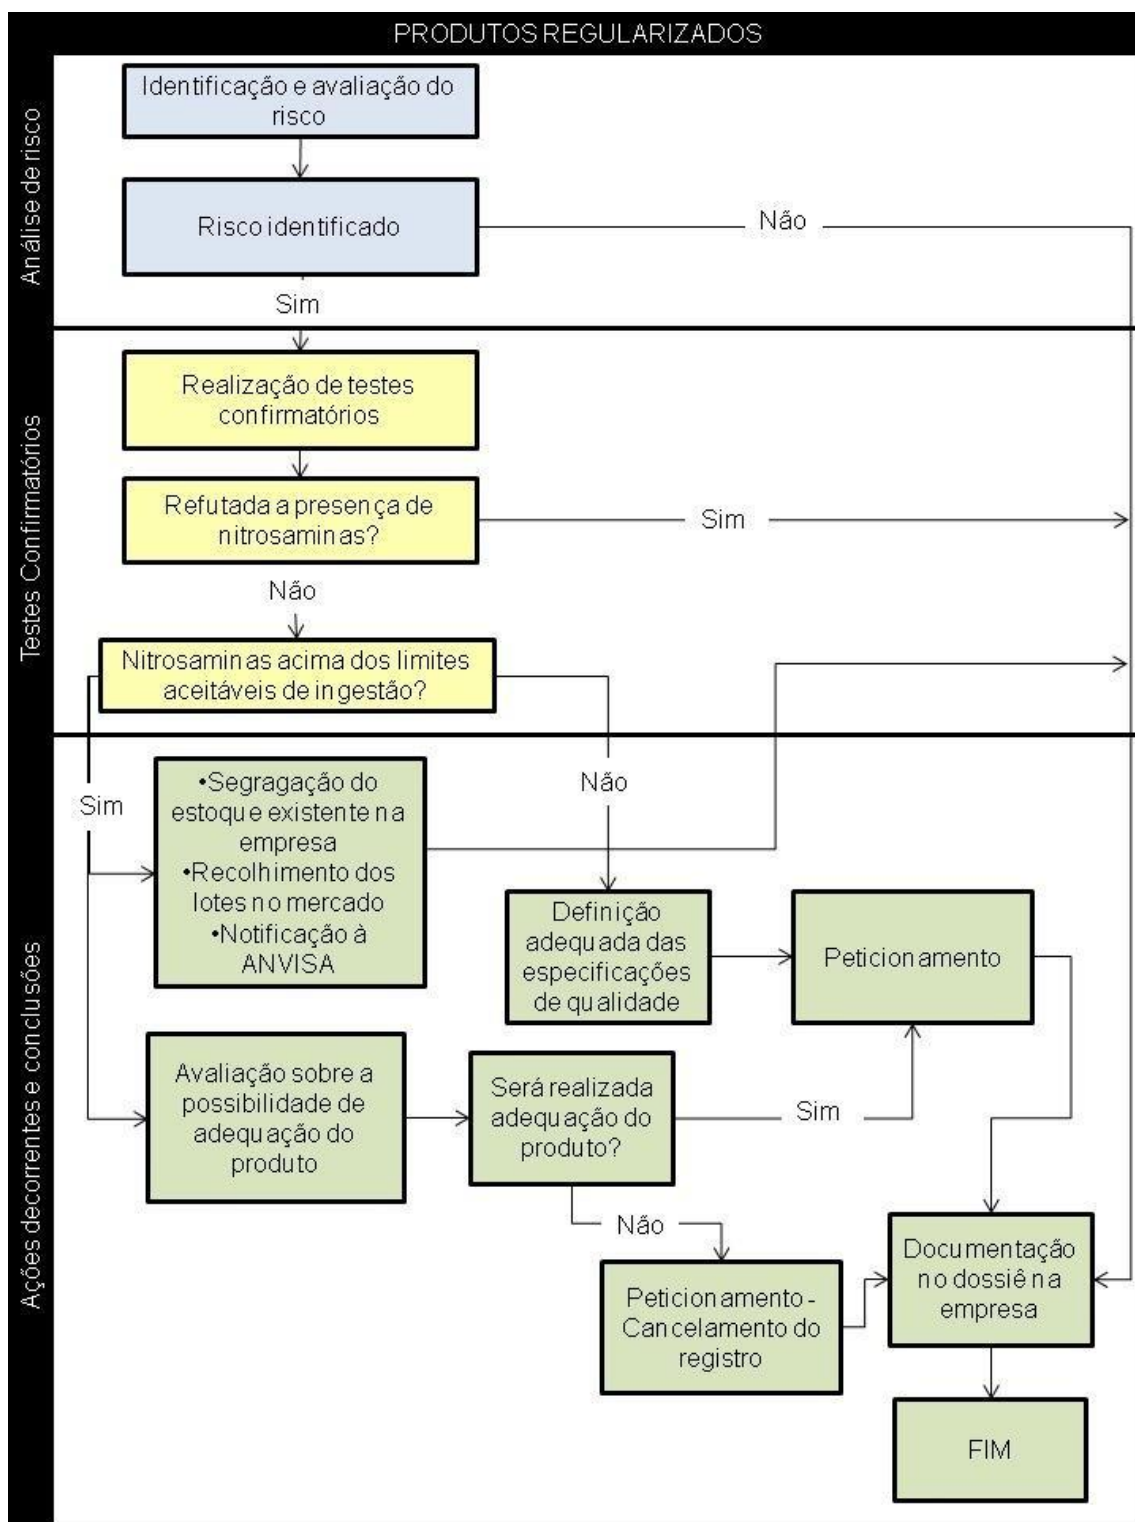 PRODUTOS REGULARIZADOS
Análise de risco
Identificação e avaliação do
risco
Risco identificado
Não
Sim
Testes Confirmatórios
Realização de testes
confirmatórios
Refutada a presença de
nitrosaminas?
Sim
Não
Nitrosaminas acima dos limites
aceitáveis de ingestão?
Ações decorrentes e conclusões
Sim
Não
•Segragação do
estoque existente na
empresa
•Recolhimento dos
lotes no mercado
•Notificação à
ANVISA
Definição
adequada das
especificações
de qualidade
Peticionamento
Avaliação sobre a
possibilidade de
adequação do
produto
Será realizada
adequação do
produto?
Sim
Não
Peticionamento -
Cancelamento do
registro
Documentação
no dossiê na
empresa
FIM